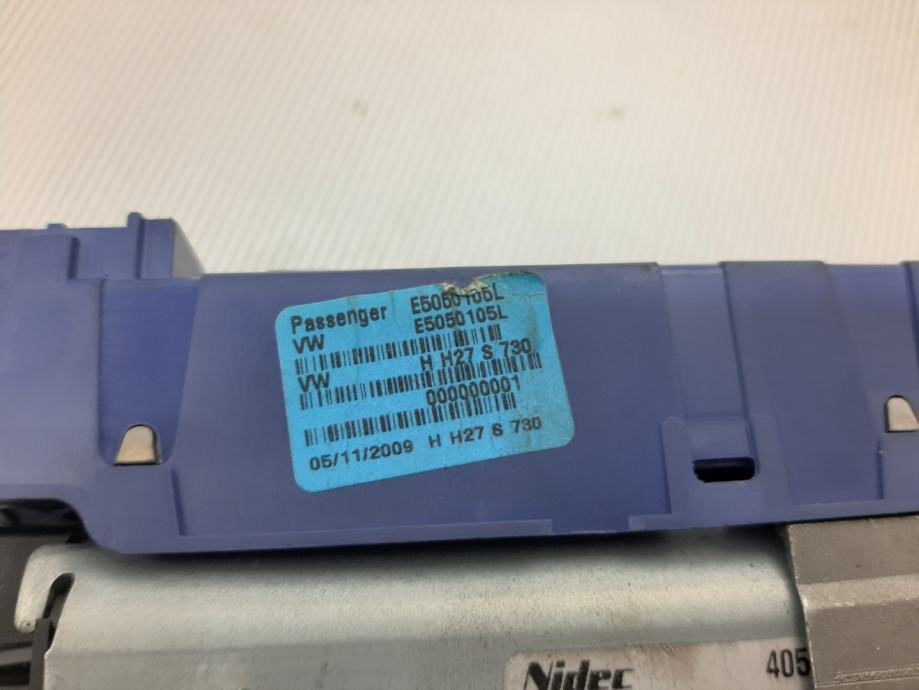 Passenger E5050105L
VW E5050105L
VW H H27 S 730
000000001
05/11/2009 H H27 S 730
Nidec 405